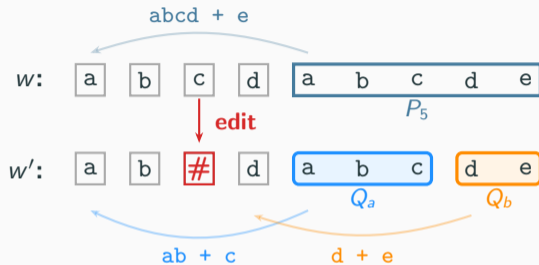 abcd + e
w: a b c d a b c d e
P5
edit
w': a b # d a b c d e
Qa Qb
ab + c d + e